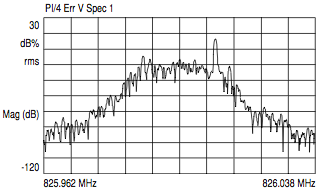 PI/4 Err V Spec 1
30
dB%
rms
Mag (dB)
-120
825.962 MHz
826.038 MHz